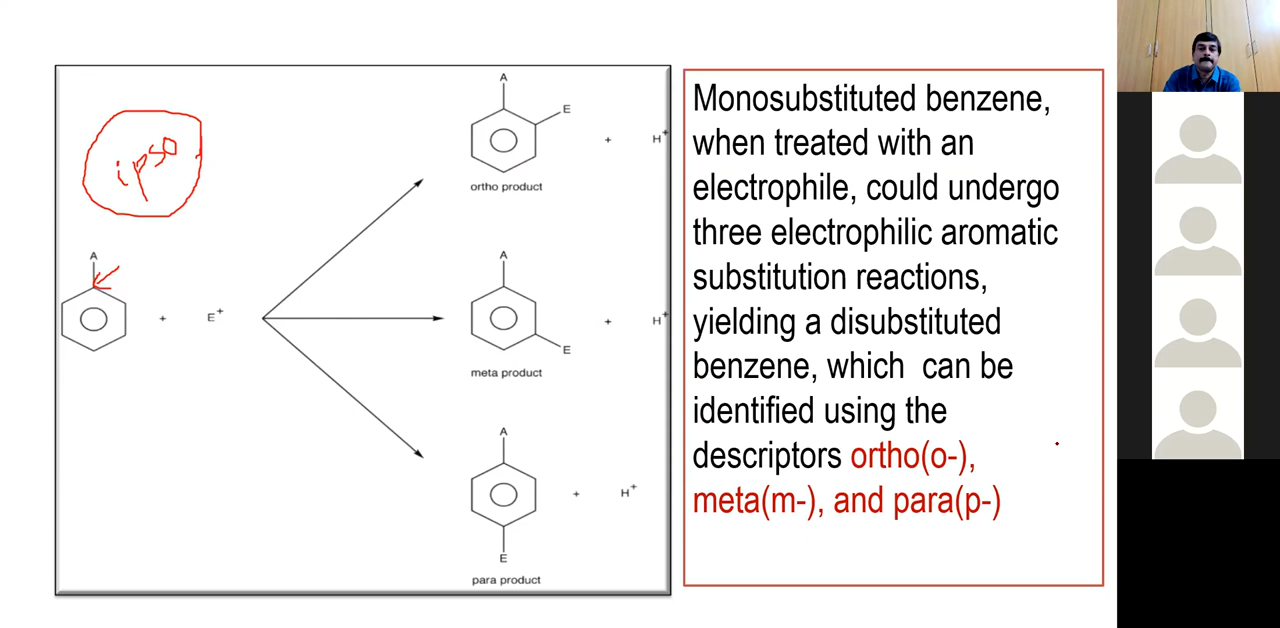 A
E
+ H+
ortho product
ipso
A
+ E+
A
+ H+
E
meta product
A
+ H+
E
para product
Monosubstituted benzene,
when treated with an
electrophile, could undergo
three electrophilic aromatic
substitution reactions,
yielding a disubstituted
benzene, which can be
identified using the
descriptors ortho(o-),
meta(m-), and para(p-)